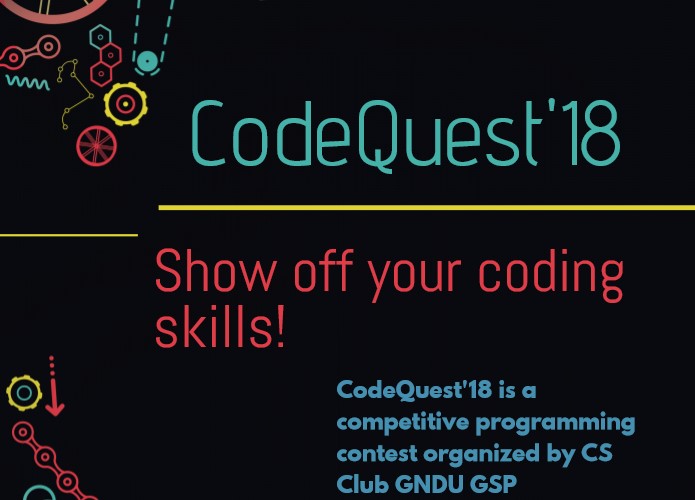 CodeQuest'18
Show off your coding
skills!
CodeQuest'18 is a
competitive programming
contest organized by CS
Club GNDU GSP